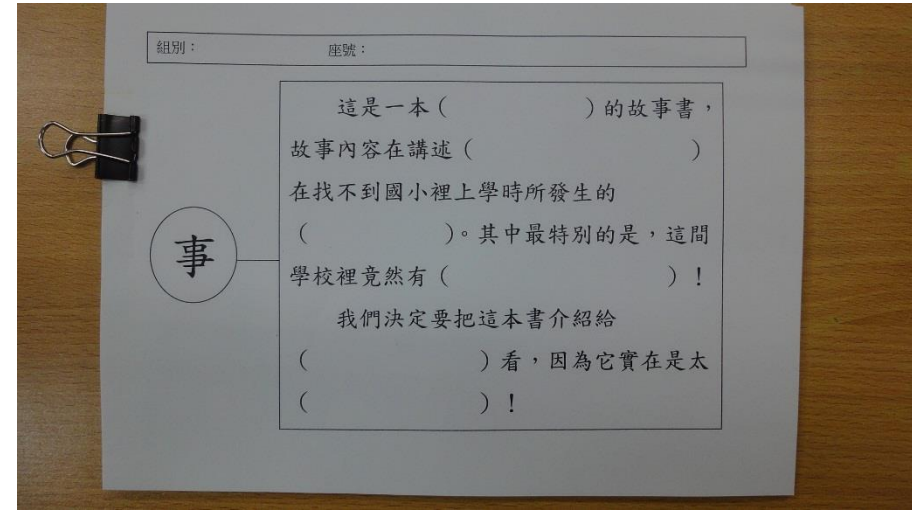 組別： 座號：
這是一本（ ）的故事書，
故事內容在講述（ ）
在找不到國小裡上學時所發生的
（ ）。其中最特別的是，這間
學校裡竟然有（ ）！
我們決定要把這本書介紹給
（ ）看，因為它實在是太
（ ）！
事